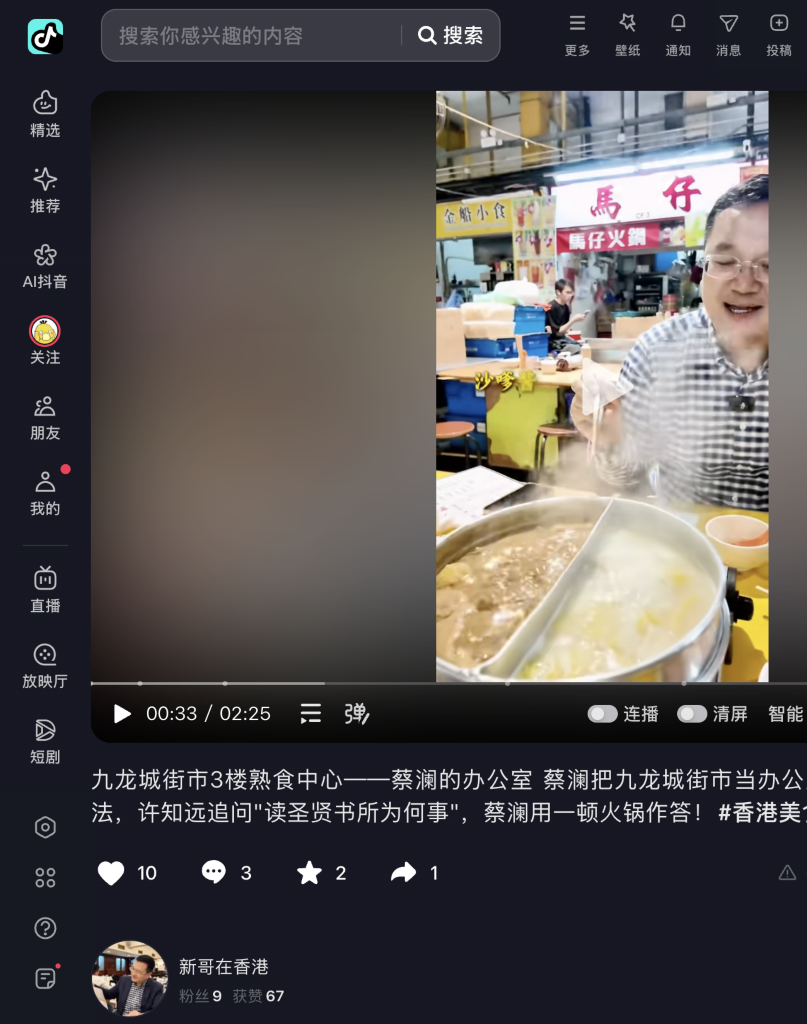 搜索你感兴趣的内容
搜索
更多
壁纸
通知
消息
投稿
精选
推荐
AI抖音
关注
朋友
我的
直播
放映厅
短剧
金船小食
馬仔
馬仔火鍋
沙嗲醬
00:33 / 02:25
弹
连播
清屏
智能
九龙城街市3楼熟食中心——蔡澜的办公室 蔡澜把九龙城街市当办公
法，许知远追问"读圣贤书所为何事"，蔡澜用一顿火锅作答！ #香港美
10
3
2
1
新哥在香港
粉丝 9 获赞 67